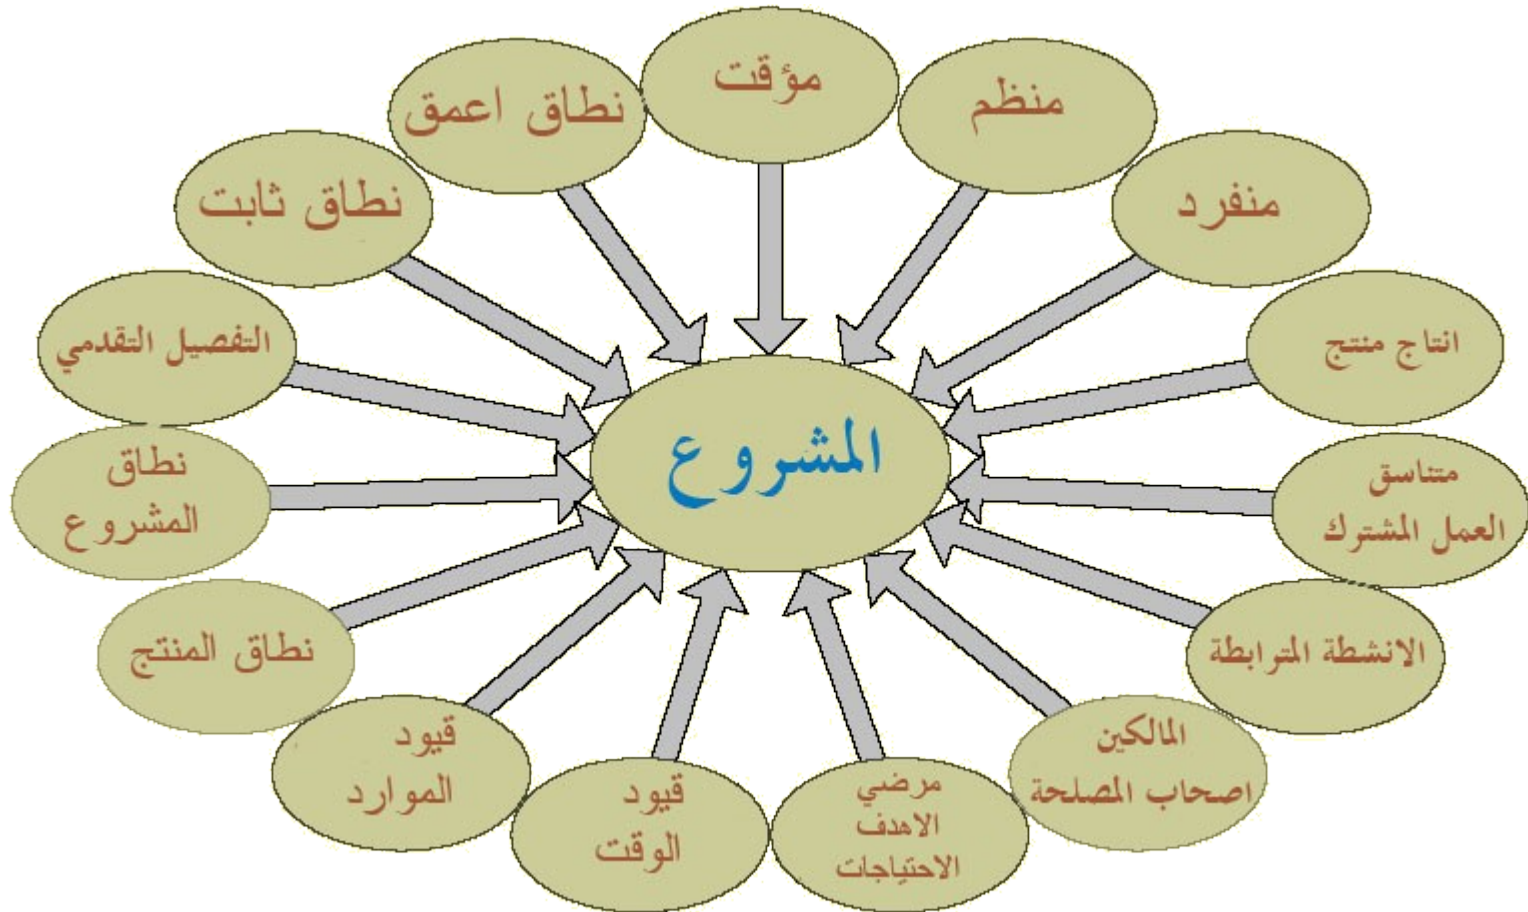 مؤقت
منظم
نطاق اعمق
منفرد
نطاق ثابت
انتاج منتج
التفصيل التقدمي
المشروع
متناسق
العمل المشترك
نطاق
المشروع
الانشطة المترابطة
نطاق المنتج
المالكين
اصحاب المصلحة
قيود
الموارد
مرضي
الاهدف
الاحتياجات
قيود
الوقت